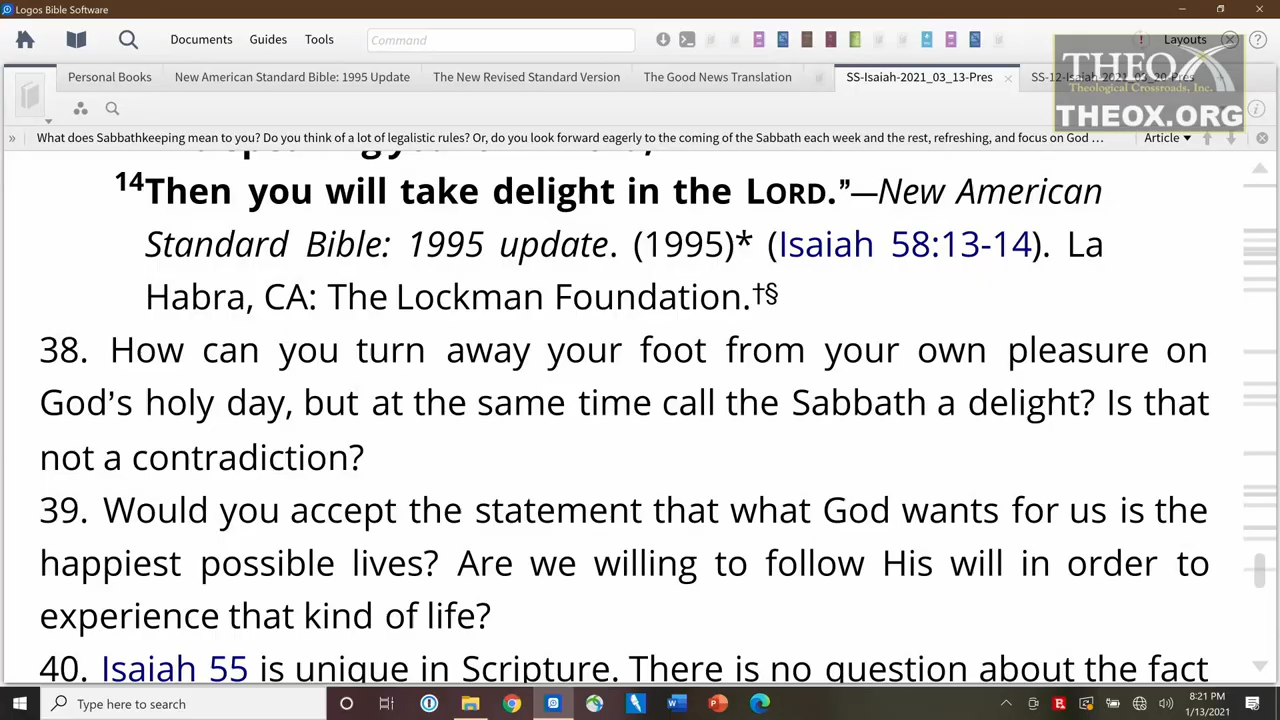 Logos Bible Software
Documents Guides Tools Command Layouts
THEOX
Theological Crossroads, Inc.
THEOX.ORG
Personal Books New American Standard Bible: 1995 Upd The New Revised Standard Version The Good News Translation SS-Isaiah-2021_03_13-Pres SS-12-Isaiah-2021_03_20-Pres
» What does Sabbathkeeping mean to you? Do you think of a lot of legalistic rules? Or, do you look forward eagerly to the coming of the Sabbath each week and the rest, refreshing, and focus on God … Article
14Then you will take delight in the LORD.”—New American
Standard Bible: 1995 update. (1995)* (Isaiah 58:13-14). La
Habra, CA: The Lockman Foundation.†§
38. How can you turn away your foot from your own pleasure on
God’s holy day, but at the same time call the Sabbath a delight? Is that
not a contradiction?
39. Would you accept the statement that what God wants for us is the
happiest possible lives? Are we willing to follow His will in order to
experience that kind of life?
40. Isaiah 55 is unique in Scripture. There is no question about the fact
Type here to search
8:21 PM
1/13/2021